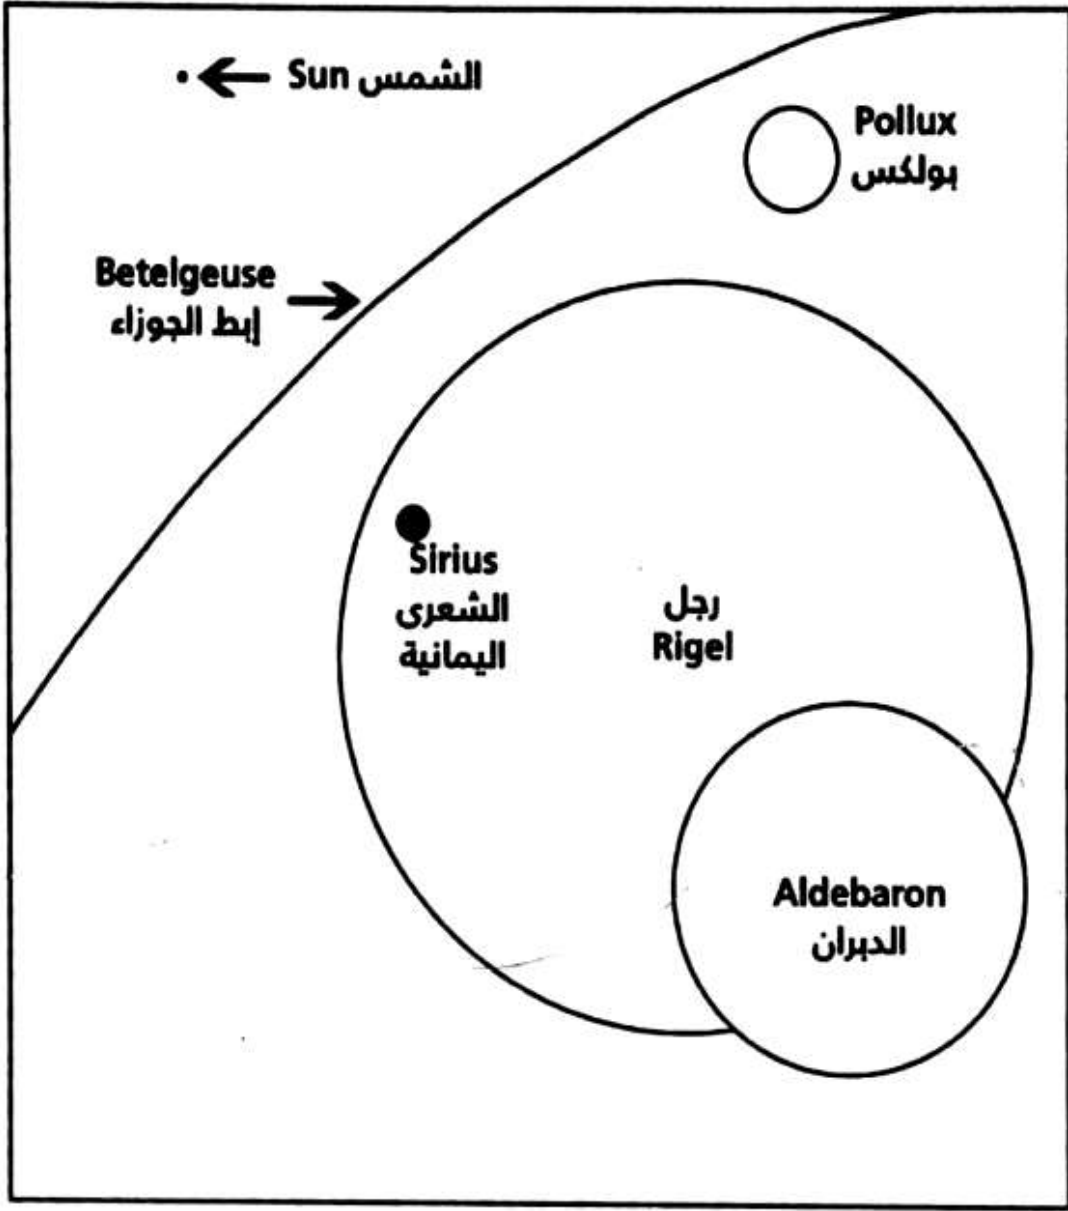 Sun الشمس
Pollux
بولكس
Betelgeuse
إبط الجوزاء
Sirius
الشعرى
اليمانية
رجل
Rigel
Aldebaron
الدبران